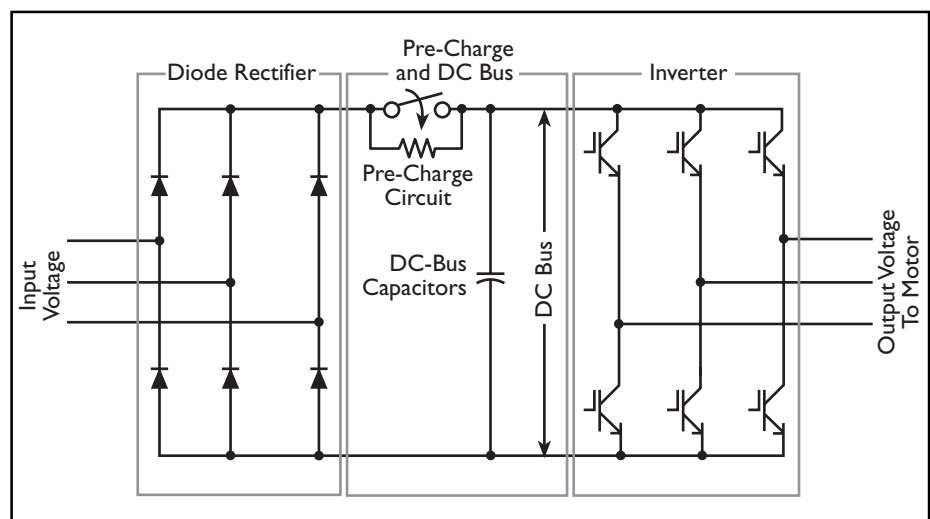 Diode Rectifier
Pre-Charge
and DC Bus
Inverter
Pre-Charge
Circuit
Input
Voltage
DC-Bus
Capacitors
DC Bus
Output Voltage
To Motor